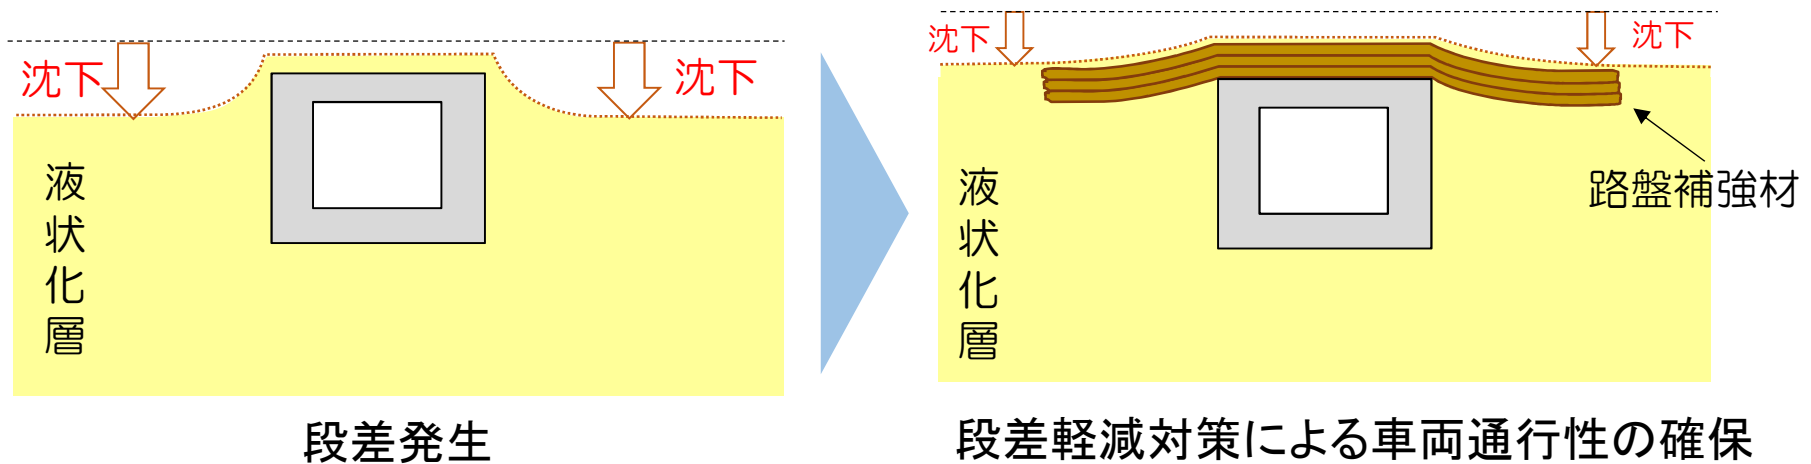 沈下
沈下
液状化層
段差発生
沈下
沈下
路盤補強材
液状化層
段差軽減対策による車両通行性の確保